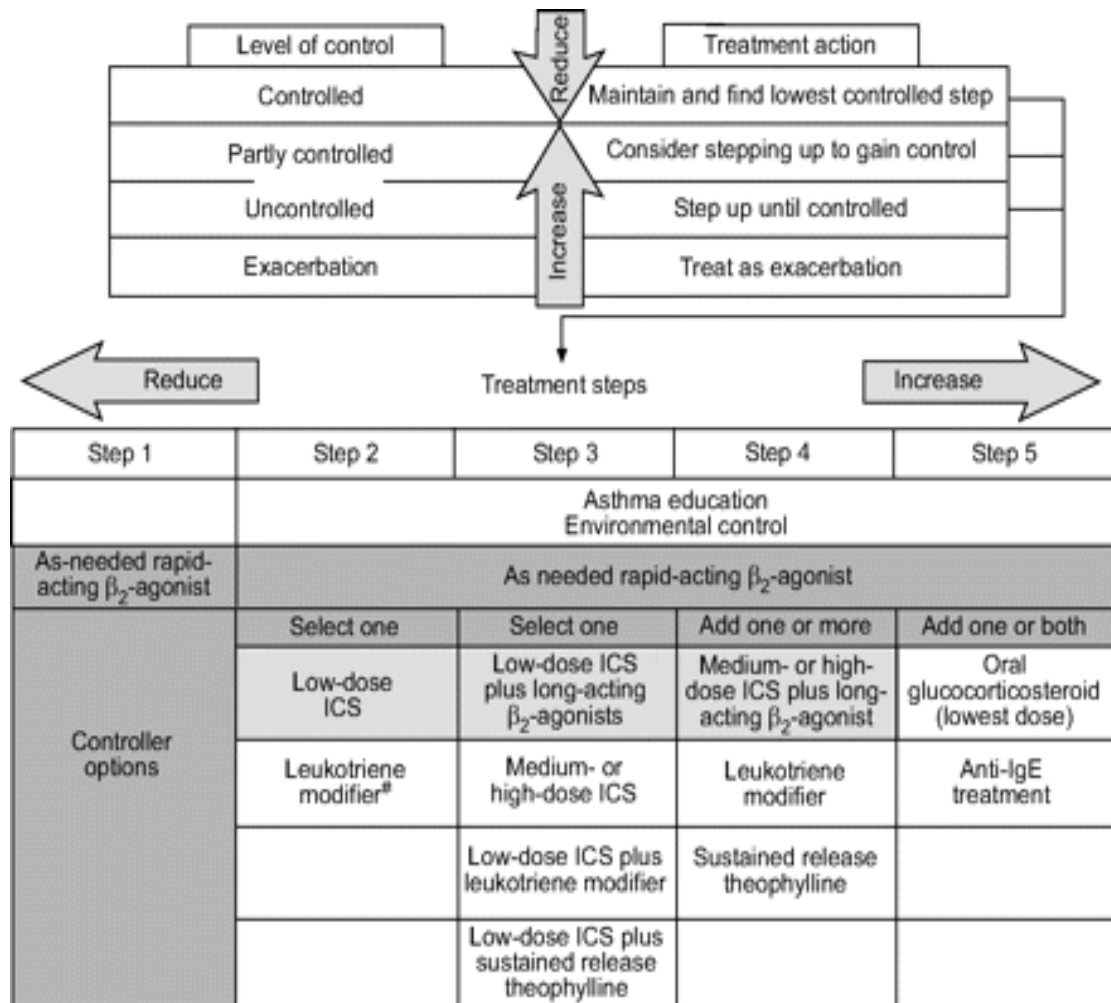 Level of control
Reduce
Treatment action
Controlled
Maintain and find lowest controlled step
Partly controlled
Consider stepping up to gain control
Uncontrolled
Increase
Step up until controlled
Exacerbation
Treat as exacerbation
Reduce
Treatment steps
Increase
Step 1
Step 2
Step 3
Step 4
Step 5
Asthma education
Environmental control
As-needed rapid-
acting β2-agonist
As needed rapid-acting β2-agonist
Controller
options
Select one
Select one
Add one or more
Add one or both
Low-dose
ICS
Low-dose ICS
plus long-acting
β2-agonists
Medium- or high-
dose ICS plus long-
acting β2-agonist
Oral
glucocorticosteroid
(lowest dose)
Leukotriene
modifier#
Medium- or
high-dose ICS
Leukotriene
modifier
Anti-IgE
treatment
Low-dose ICS plus
leukotriene modifier
Sustained release
theophylline
Low-dose ICS plus
sustained release
theophylline